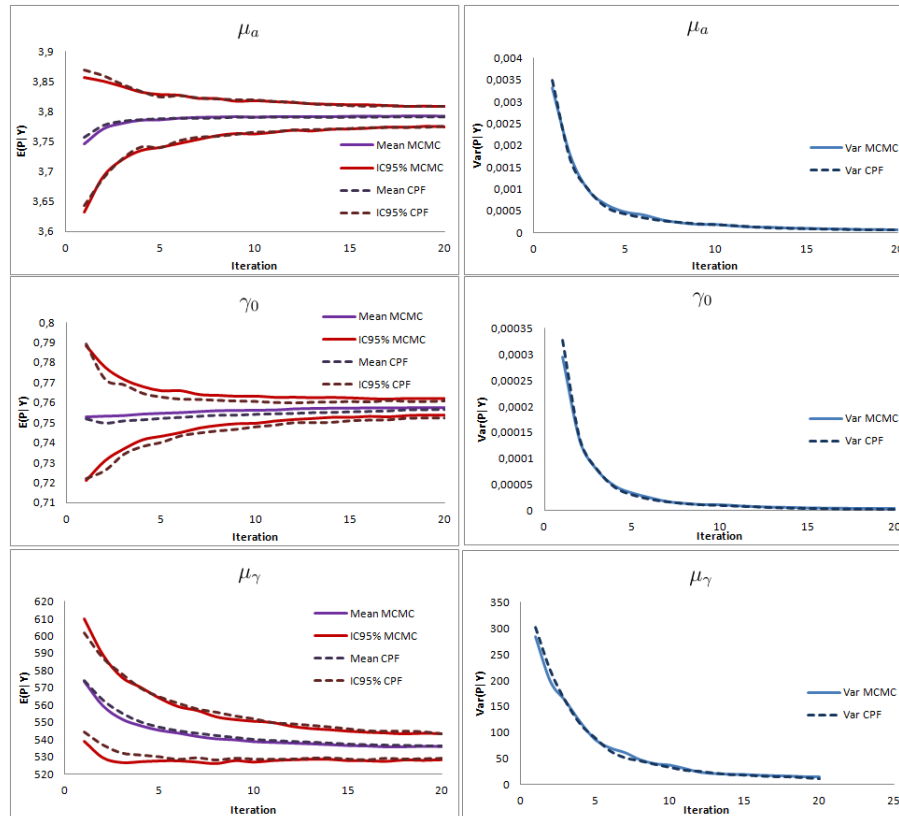 μ_a
E(P| Y)
3,9
3,85
3,8
3,75
3,7
3,65
3,6
0
5
10
15
20
Iteration
Mean MCMC
IC95% MCMC
Mean CPF
IC95% CPF
μ_a
Var(P| Y)
0,004
0,0035
0,003
0,0025
0,002
0,0015
0,001
0,0005
0
0
5
10
15
20
Iteration
Var MCMC
Var CPF
γ_0
E(P| Y)
0,8
0,79
0,78
0,77
0,76
0,75
0,74
0,73
0,72
0,71
0
5
10
15
20
Iteration
Mean MCMC
IC95% MCMC
Mean CPF
IC95% CPF
γ_0
Var(P| Y)
0,00035
0,0003
0,00025
0,0002
0,00015
0,0001
0,00005
0
0
5
10
15
20
Iteration
Var MCMC
Var CPF
μ_γ
E(P| Y)
620
610
600
590
580
570
560
550
540
530
520
0
5
10
15
20
Iteration
Mean MCMC
IC95% MCMC
Mean CPF
IC95% CPF
μ_γ
Var(P| Y)
350
300
250
200
150
100
50
0
0
5
10
15
20
25
Iteration
Var MCMC
Var CPF